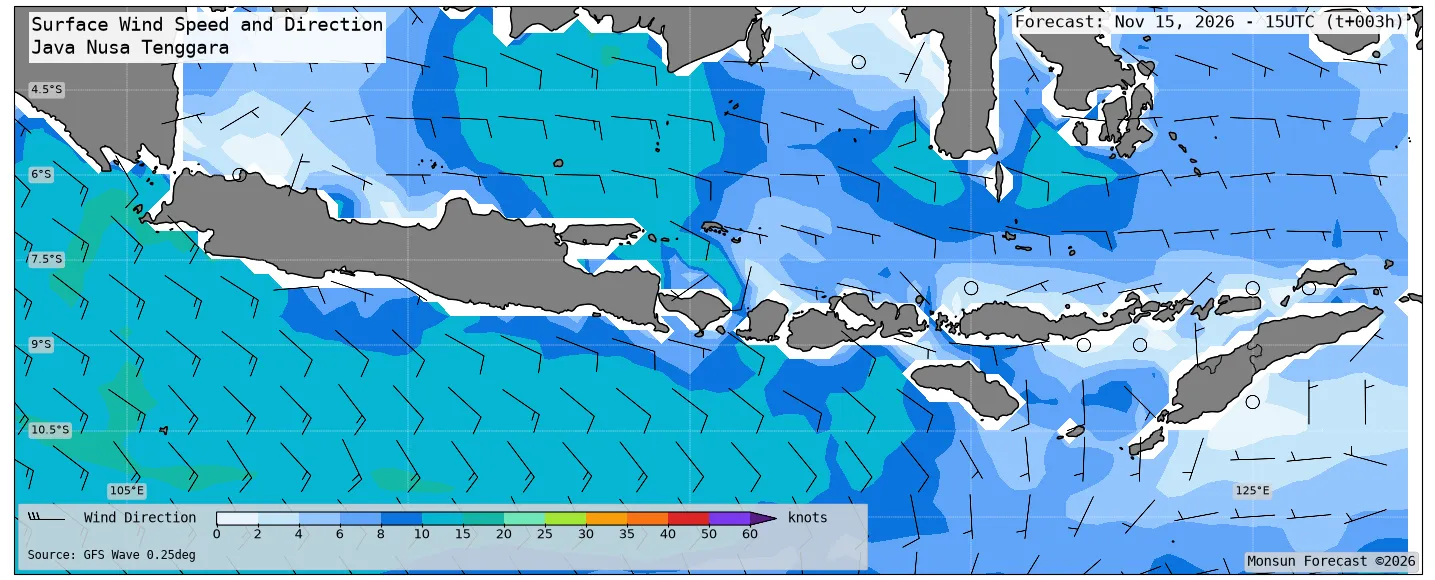 Surface Wind Speed and Direction
Java Nusa Tenggara
Forecast: Nov 15, 2026 - 15UTC (t+003h)
4.5°S
6°S
7.5°S
9°S
10.5°S
105°E
125°E
Wind Direction
knots
0 2 4 6 8 10 15 20 25 30 35 40 50 60
Source: GFS Wave 0.25deg
Monsun Forecast ©2026